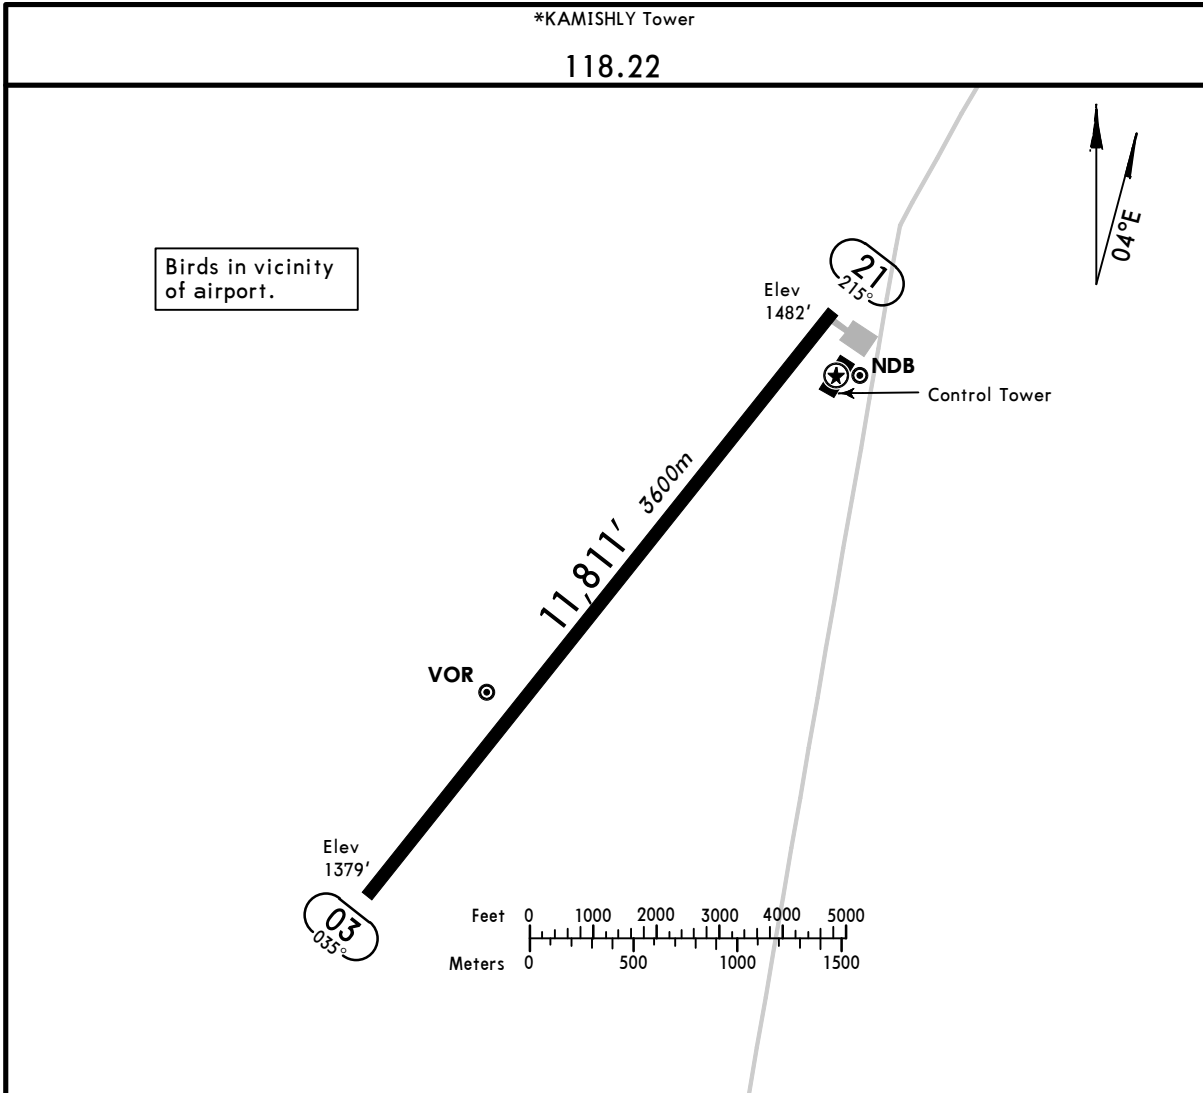 *KAMISHLY Tower
118.22
04°E
Birds in vicinity
of airport.
21
215°
Elev
1482'
NDB
Control Tower
3600m
11,811'
VOR
Elev
1379'
03
035°
Feet 0 1000 2000 3000 4000 5000
Meters 0 500 1000 1500